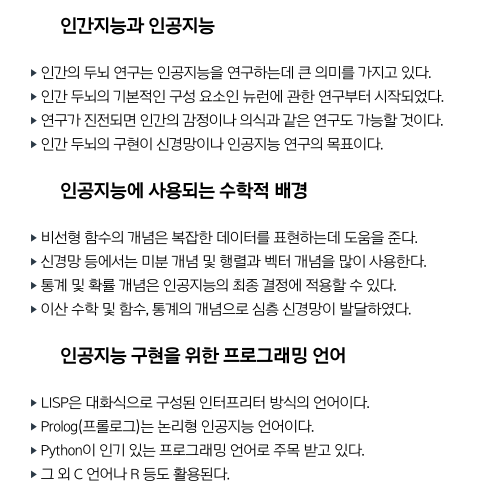 인간지능과 인공지능
▶ 인간의 두뇌 연구는 인공지능을 연구하는데 큰 의미를 가지고 있다.
▶ 인간 두뇌의 기본적인 구성 요소인 뉴런에 관한 연구부터 시작되었다.
▶ 연구가 진전되면 인간의 감정이나 의식과 같은 연구도 가능할 것이다.
▶ 인간 두뇌의 구현이 신경망이나 인공지능 연구의 목표이다.
인공지능에 사용되는 수학적 배경
▶ 비선형 함수의 개념은 복잡한 데이터를 표현하는데 도움을 준다.
▶ 신경망 등에서는 미분 개념 및 행렬과 벡터 개념을 많이 사용한다.
▶ 통계 및 확률 개념은 인공지능의 최종 결정에 적용할 수 있다.
▶ 이산 수학 및 함수, 통계의 개념으로 심층 신경망이 발달하였다.
인공지능 구현을 위한 프로그래밍 언어
▶ LISP은 대화식으로 구성된 인터프리터 방식의 언어이다.
▶ Prolog(프롤로그)는 논리형 인공지능 언어이다.
▶ Python이 인기 있는 프로그래밍 언어로 주목 받고 있다.
▶ 그 외 C 언어나 R 등도 활용된다.